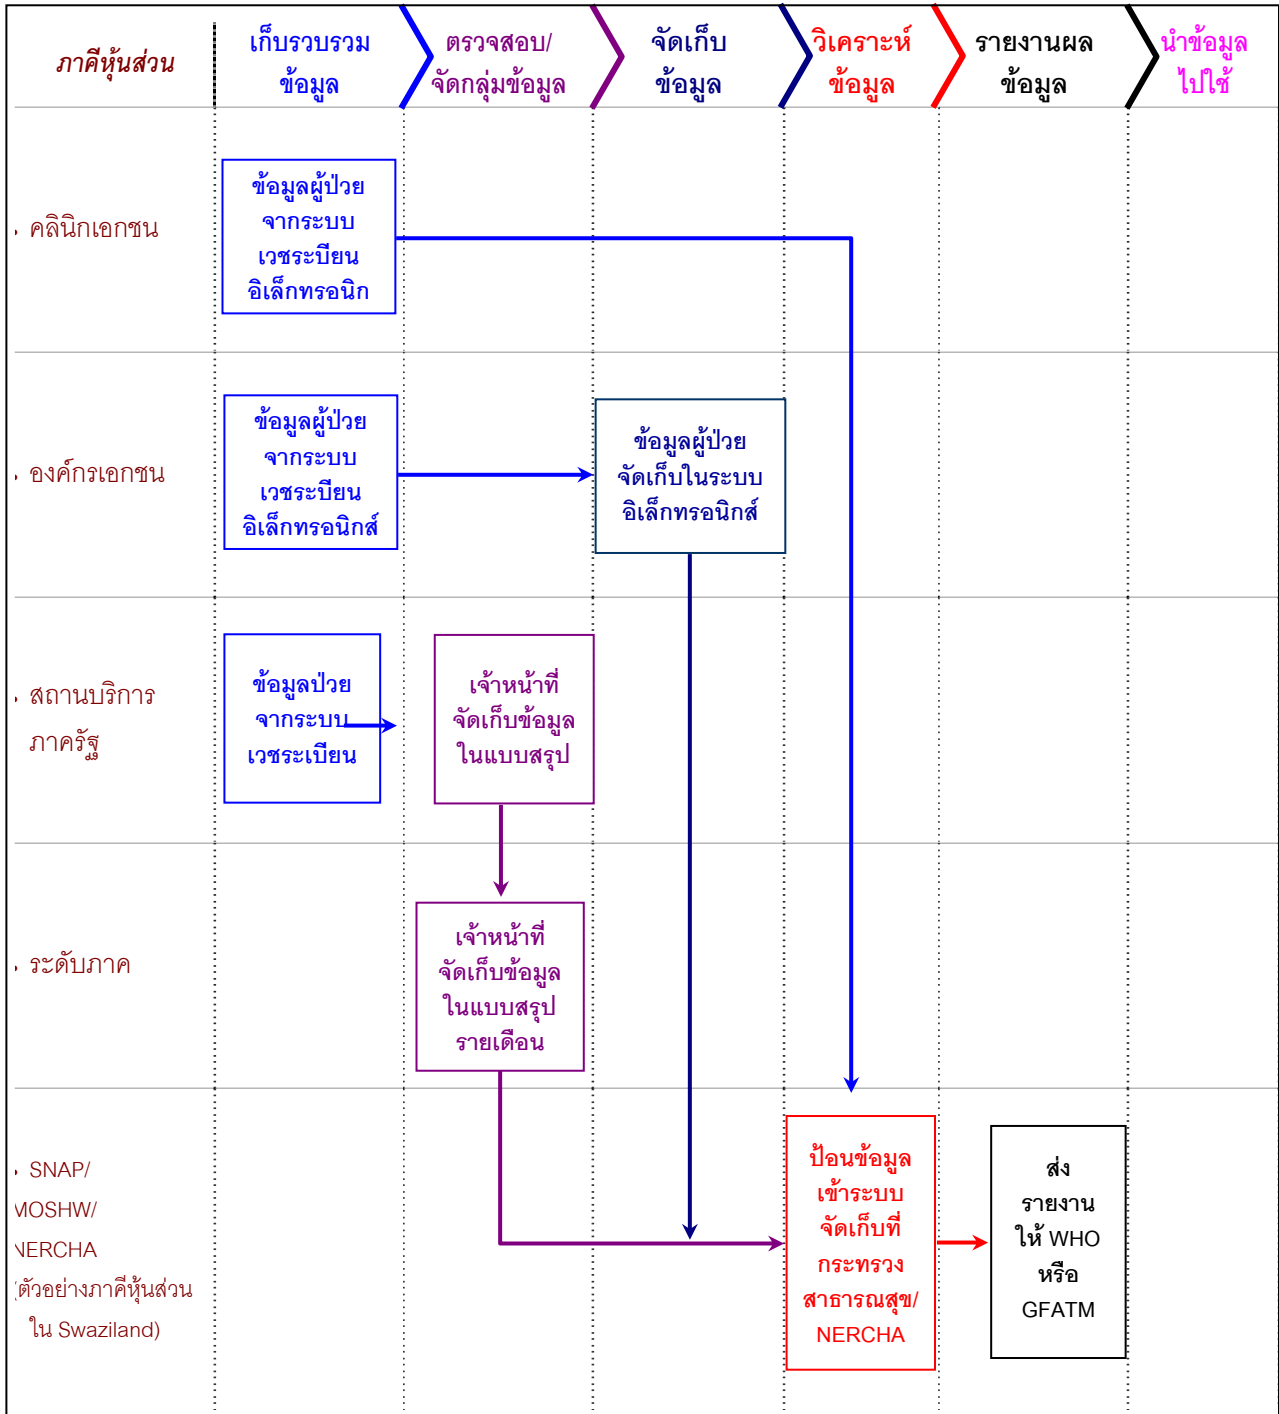 ภาคีหุ้นส่วน
เก็บรวบรวม
ข้อมูล
ตรวจสอบ/
จัดกลุ่มข้อมูล
จัดเก็บ
ข้อมูล
วิเคราะห์
ข้อมูล
รายงานผล
ข้อมูล
นำข้อมูล
ไปใช้
คลินิกเอกชน
ข้อมูลผู้ป่วย
จากระบบ
เวชระบียน
อิเล็กทรอนิก
องค์กรเอกชน
ข้อมูลผู้ป่วย
จากระบบ
เวชระบียน
อิเล็กทรอนิกส์
ข้อมูลผู้ป่วย
จัดเก็บในระบบ
อิเล็กทรอนิกส์
สถานบริการ
ภาครัฐ
ข้อมูลป่วย
จากระบบ
เวชระเบียน
เจ้าหน้าที่
จัดเก็บข้อมูล
ในแบบสรุป
ระดับภาค
เจ้าหน้าที่
จัดเก็บข้อมูล
ในแบบสรุป
รายเดือน
SNAP/
MOSHW/
NERCHA
(ตัวอย่างภาคีหุ้นส่วน
ใน Swaziland)
ป้อนข้อมูล
เข้าระบบ
จัดเก็บที่
กระทรวง
สาธารณสุข/
NERCHA
ส่ง
รายงาน
ให้ WHO
หรือ
GFATM